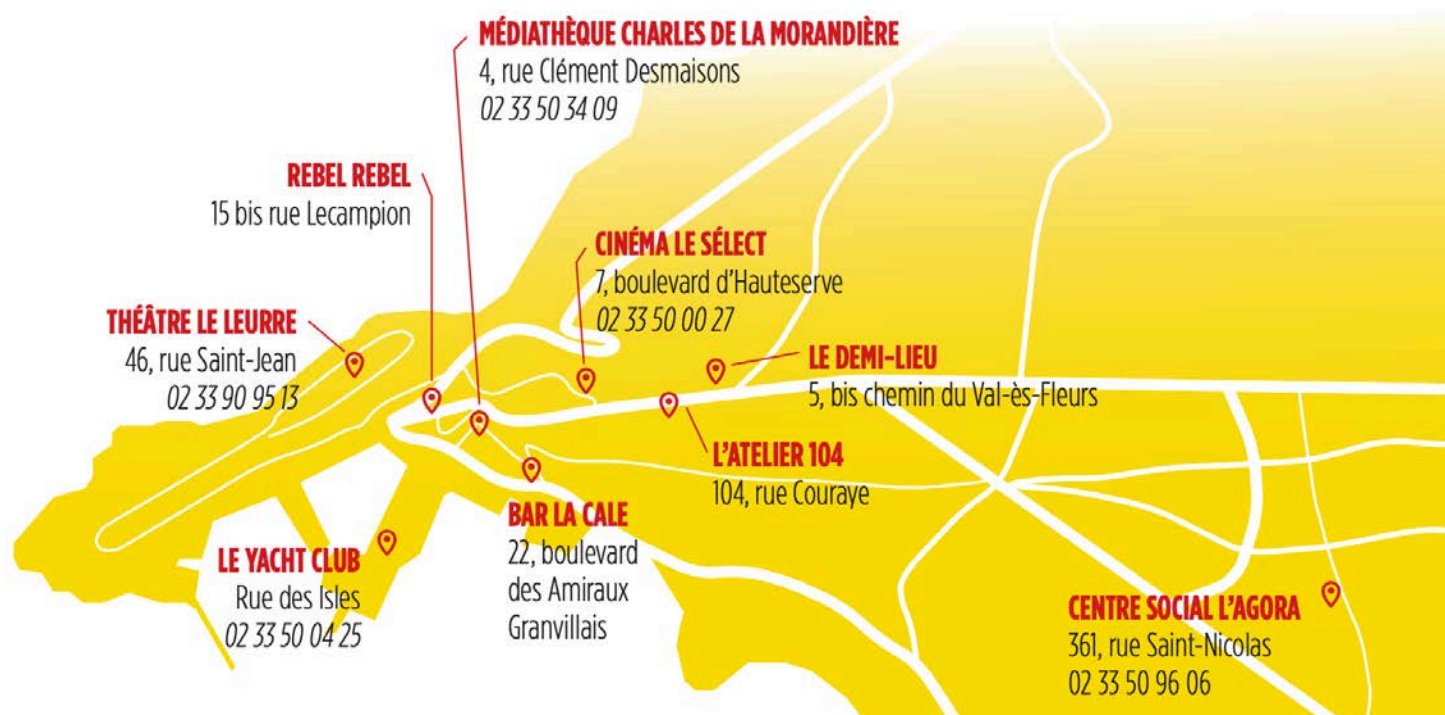 MÉDIATHÈQUE CHARLES DE LA MORANDIÈRE
4, rue Clément Desmaisons
02 33 50 34 09
REBEL REBEL
15 bis rue Lecampion
CINÉMA LE SÉLECT
7, boulevard d'Hauteserve
02 33 50 00 27
THÉÂTRE LE LEURRE
46, rue Saint-Jean
02 33 90 95 13
LE DEMI-LIEU
5, bis chemin du Val-ès-Fleurs
L'ATELIER 104
104, rue Couraye
BAR LA CALE
22, boulevard
des Amiraux
Granvillais
LE YACHT CLUB
Rue des Isles
02 33 50 04 25
CENTRE SOCIAL L'AGORA
361, rue Saint-Nicolas
02 33 50 96 06